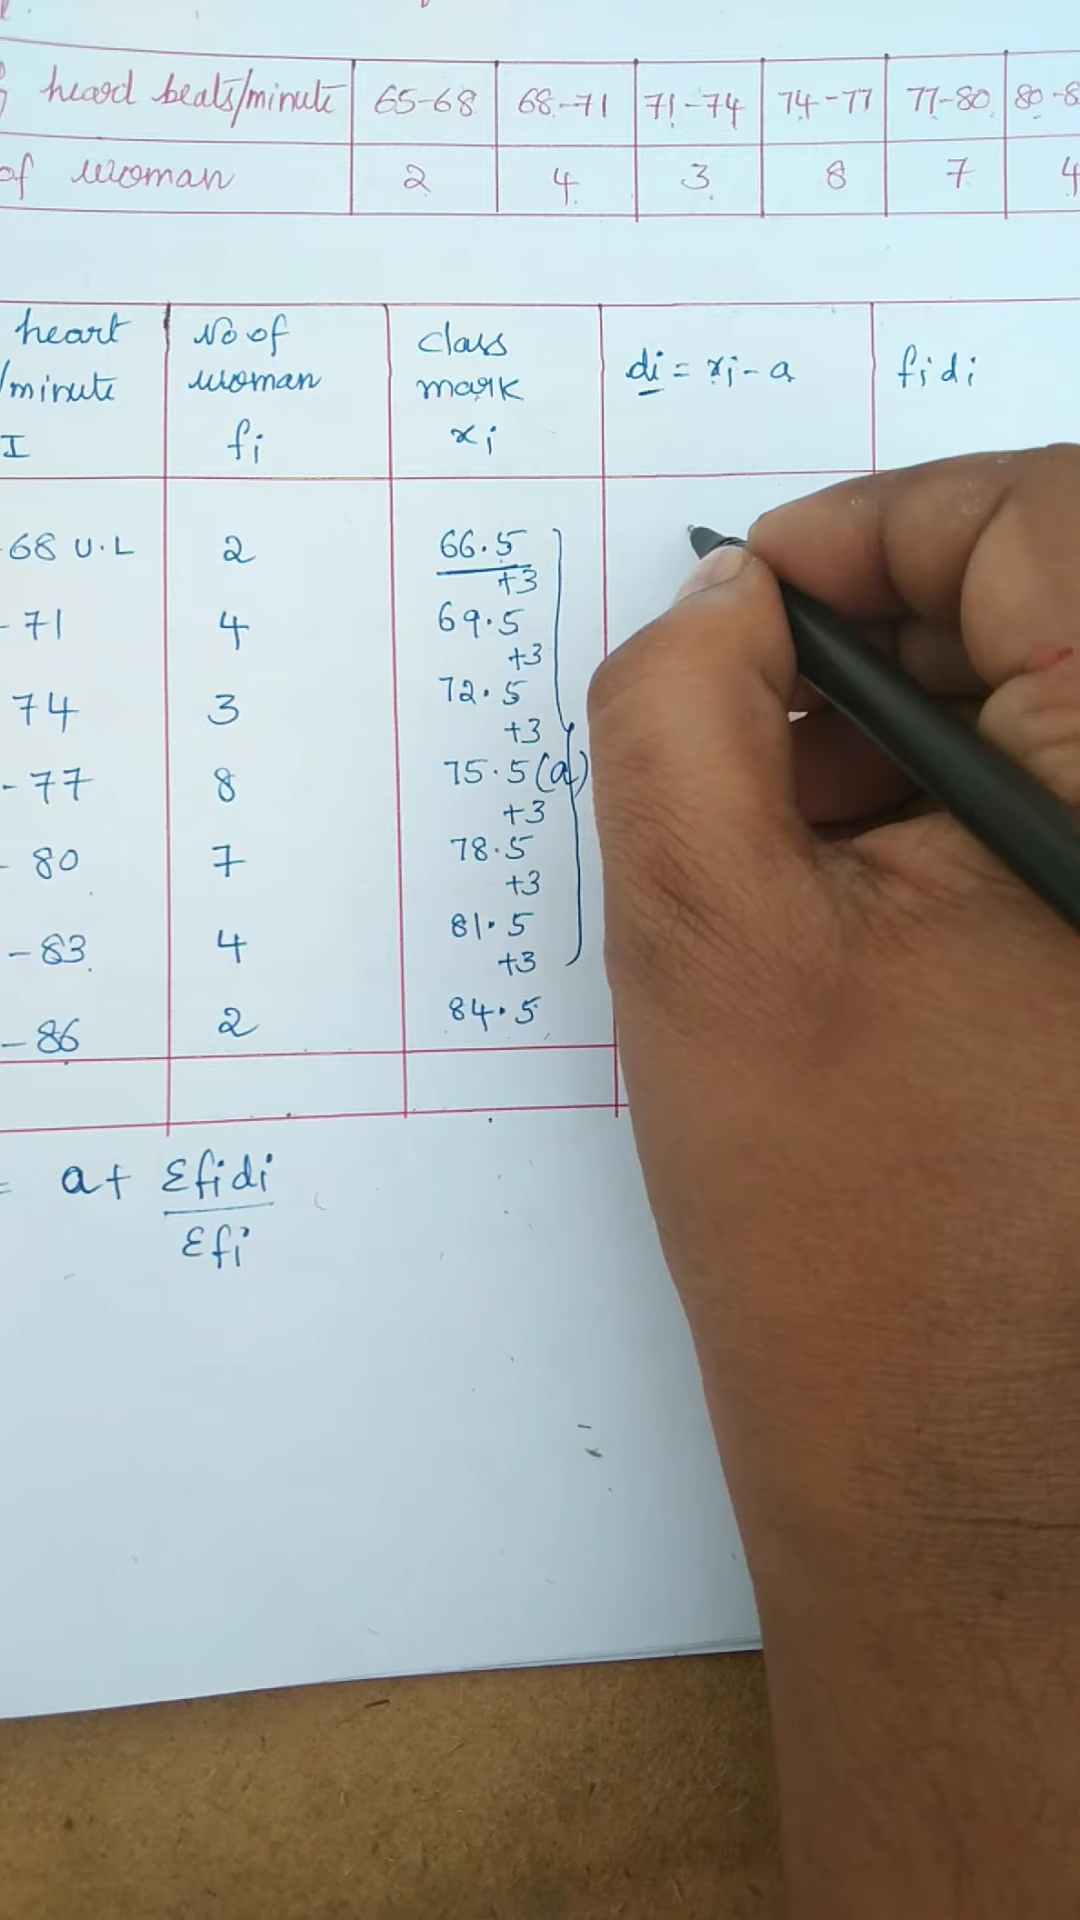 heard beats/minute 65-68 68-71 71-74 74-77 77-80 80-8
of woman 2 4 3 8 7 4
heart No of class di = xi - a fidi
/minute woman mark
I fi xi
68 U.L 2 66.5
+3
- 71 4 69.5
+3
74 3 72.5
+3
- 77 8 75.5(a)
+3
- 80 7 78.5
+3
- 83 4 81.5
+3
- 86 2 84.5
= a + Σfidi
Σfi